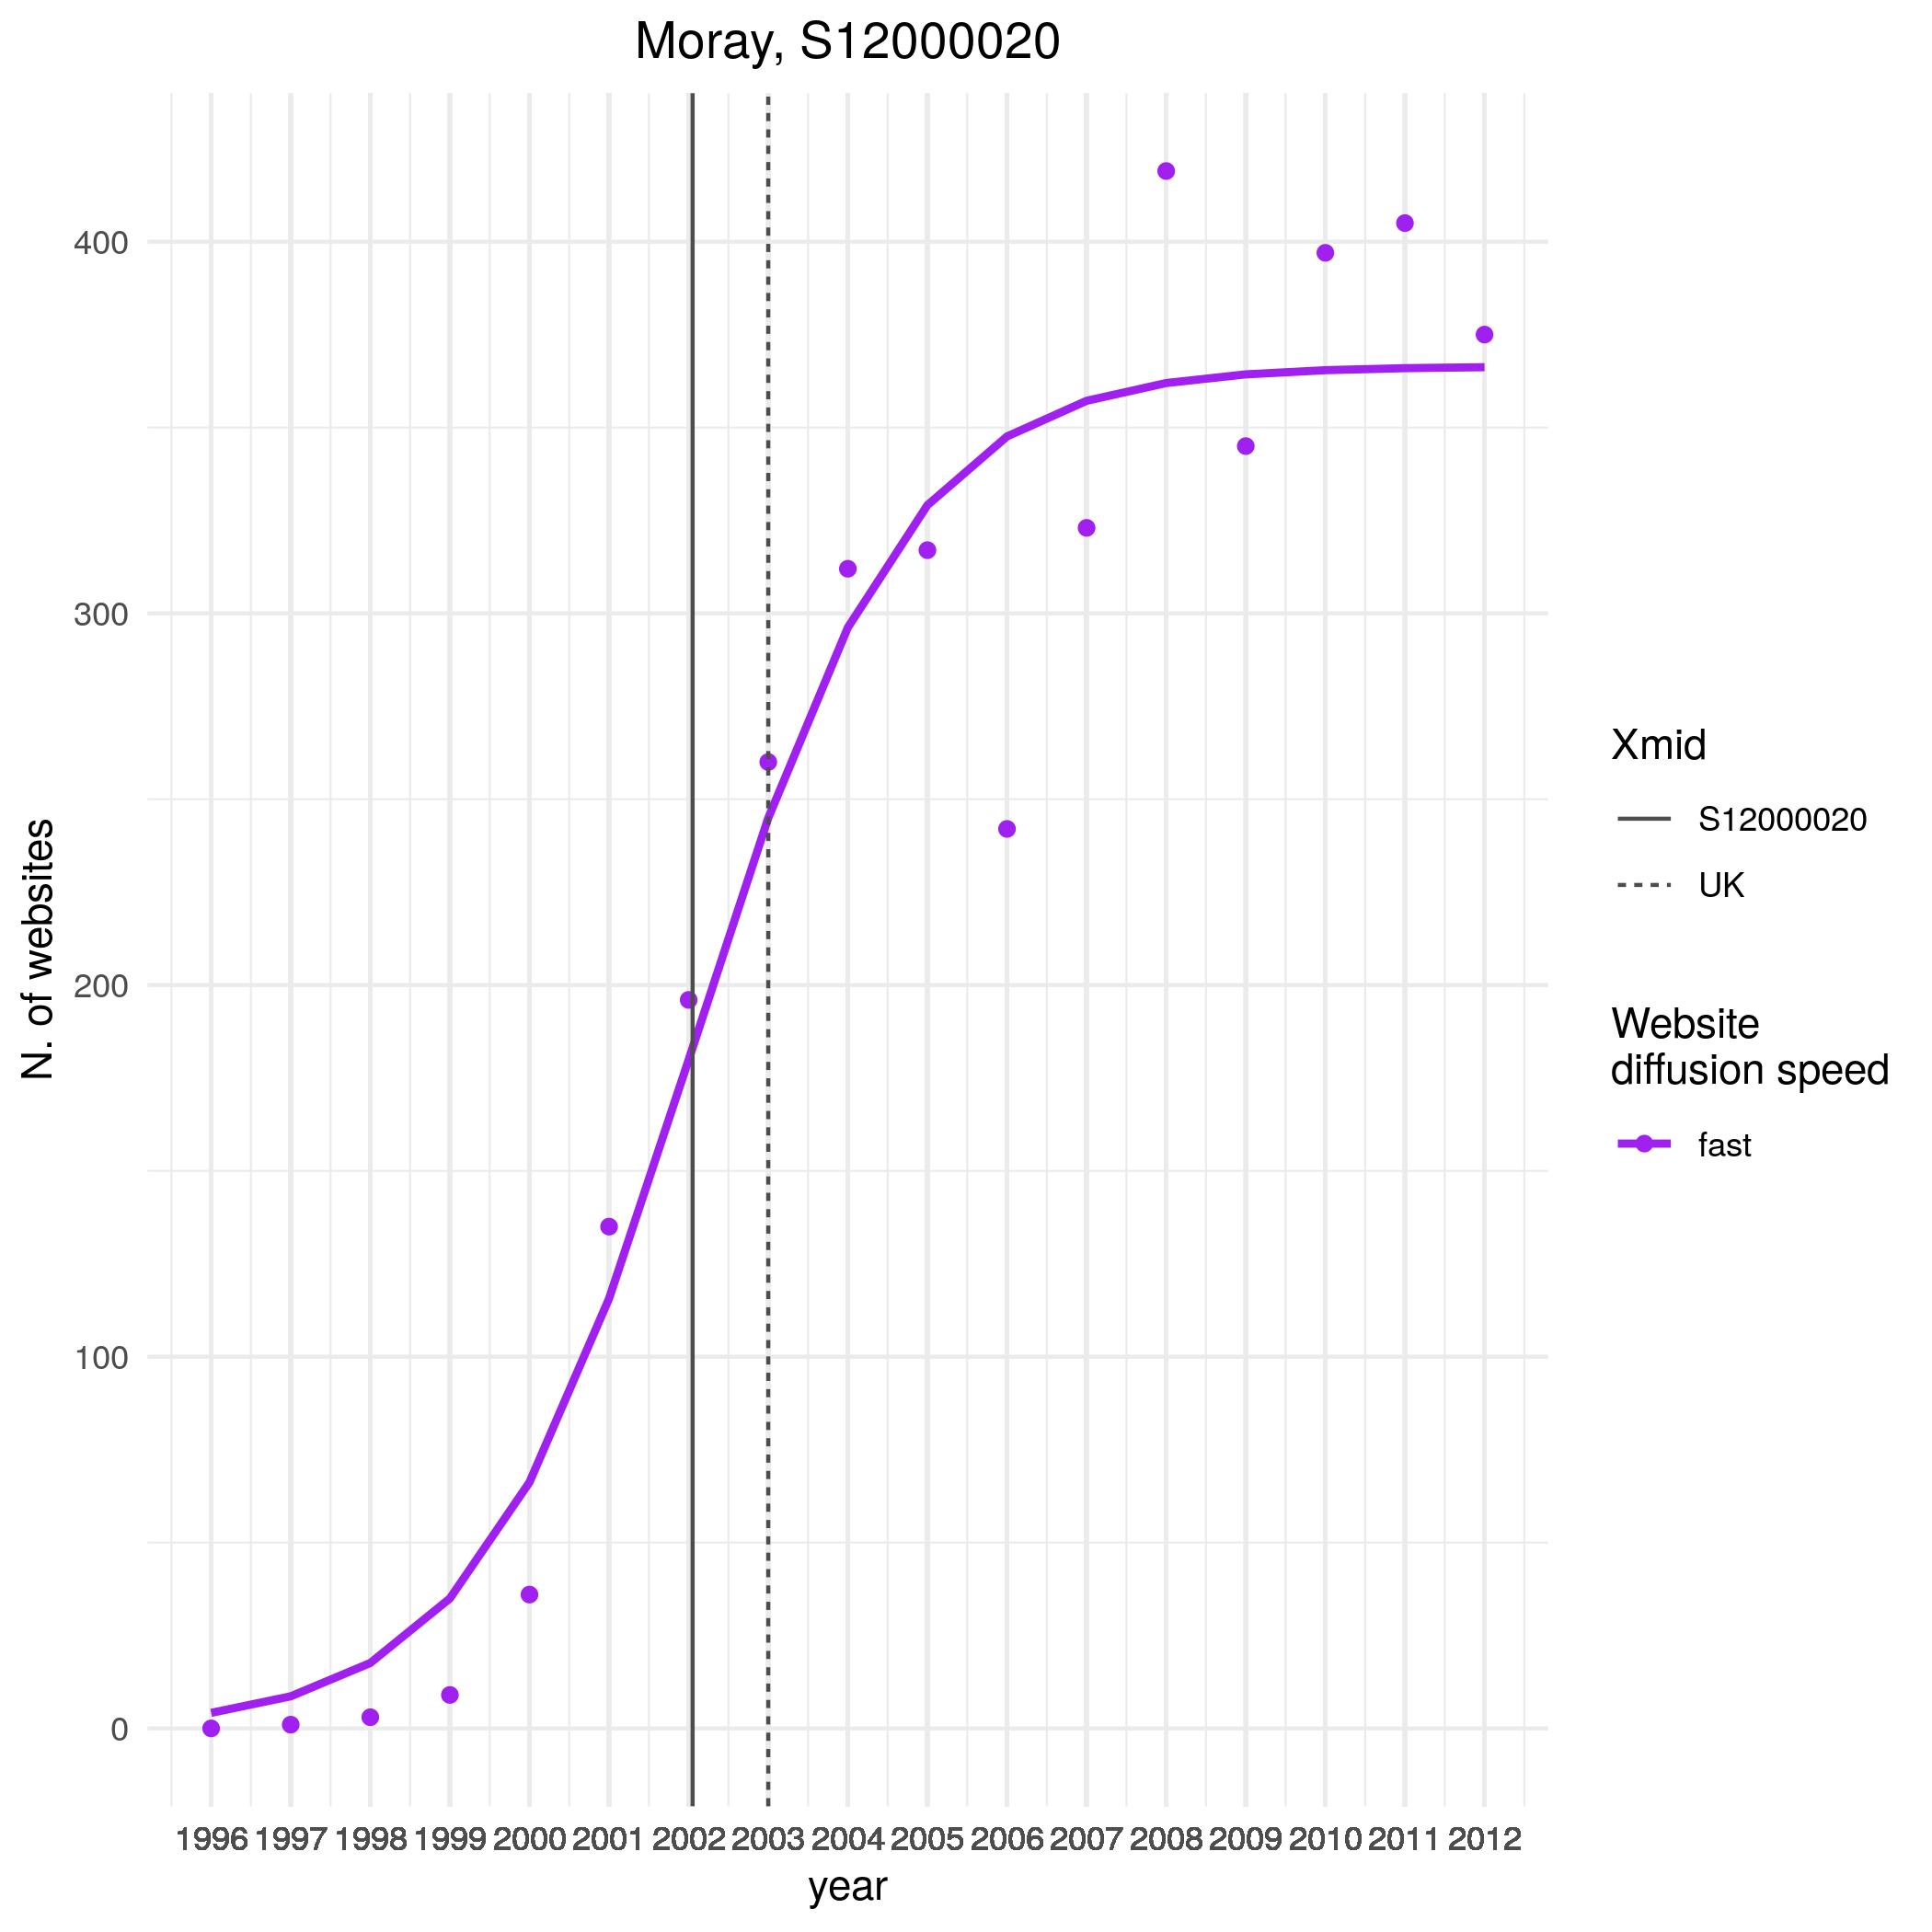 Moray, S12000020
N. of websites
400
300
200
100
0
1996 1997 1998 1999 2000 2001 2002 2003 2004 2005 2006 2007 2008 2009 2010 2011 2012
year
Xmid
S12000020
UK
Website
diffusion speed
fast